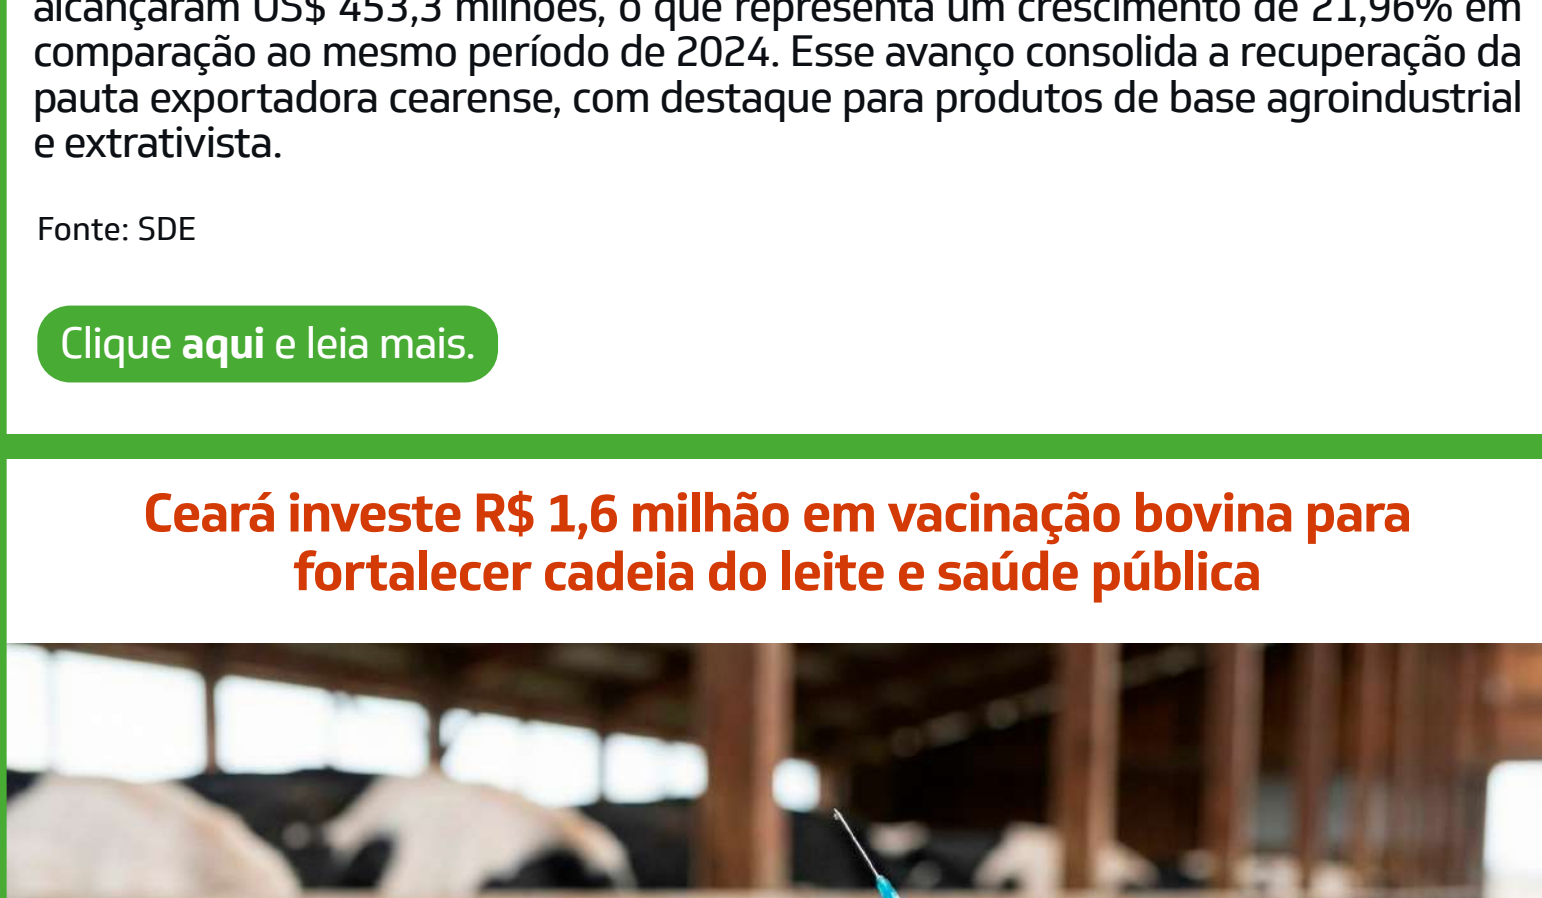 alcançaram US$ 453,3 milhões, o que representa um crescimento de 21,96% em
comparação ao mesmo período de 2024. Esse avanço consolida a recuperação da
pauta exportadora cearense, com destaque para produtos de base agroindustrial
e extrativista.
Fonte: SDE
Clique aqui e leia mais.
Ceará investe R$ 1,6 milhão em vacinação bovina para
fortalecer cadeia do leite e saúde pública